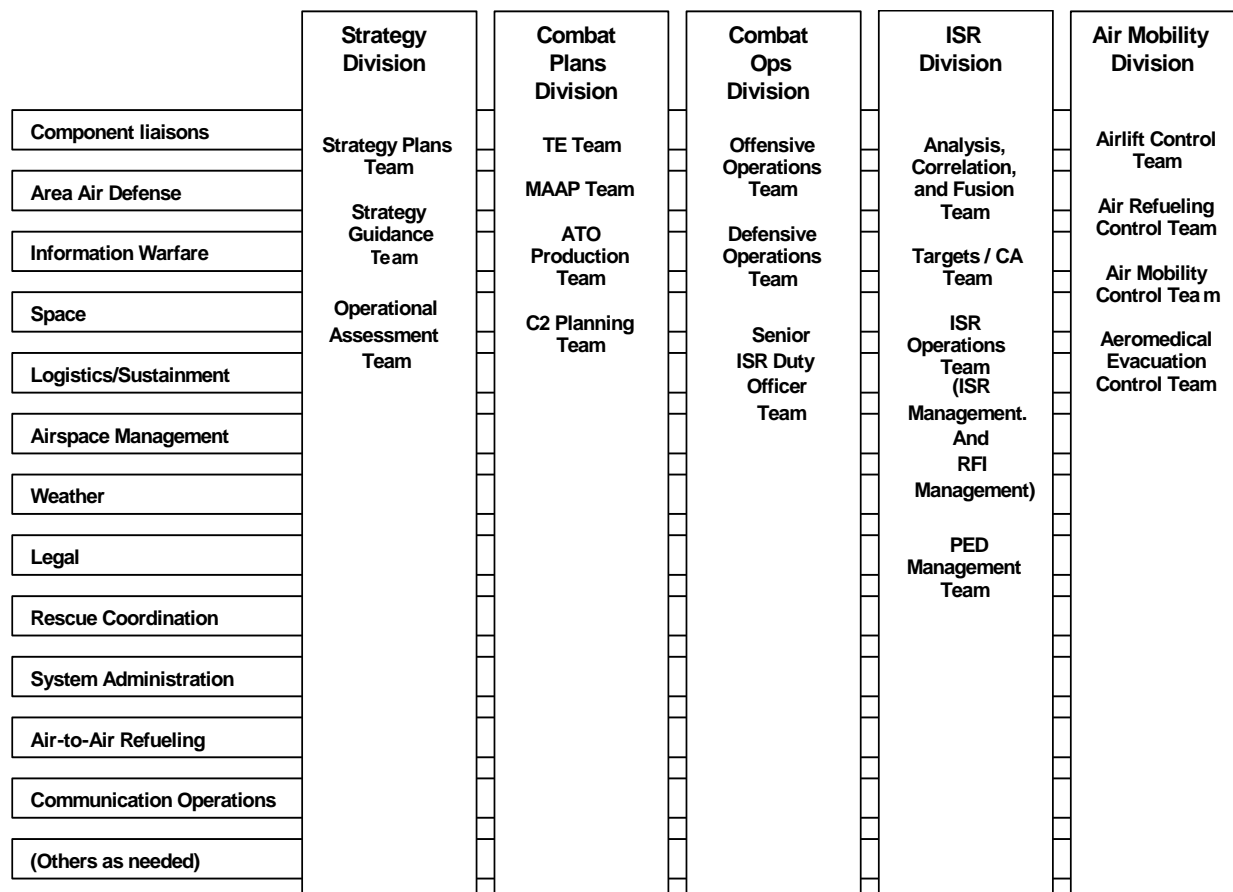 Strategy
Division
Combat
Plans
Division
Combat
Ops
Division
ISR
Division
Air Mobility
Division
Component liaisons
Area Air Defense
Information Warfare
Space
Logistics/Sustainment
Airspace Management
Weather
Legal
Rescue Coordination
System Administration
Air-to-Air Refueling
Communication Operations
(Others as needed)
Strategy Plans
Team
Strategy
Guidance
Team
Operational
Assessment
Team
TE Team
MAAP Team
ATO
Production
Team
C2 Planning
Team
Offensive
Operations
Team
Defensive
Operations
Team
Senior
ISR Duty
Officer
Team
Analysis,
Correlation,
and Fusion
Team
Targets / CA
Team
ISR
Operations
Team
(ISR
Management.
And
RFI
Management)
PED
Management
Team
Airlift Control
Team
Air Refueling
Control Team
Air Mobility
Control Team
Aeromedical
Evacuation
Control Team